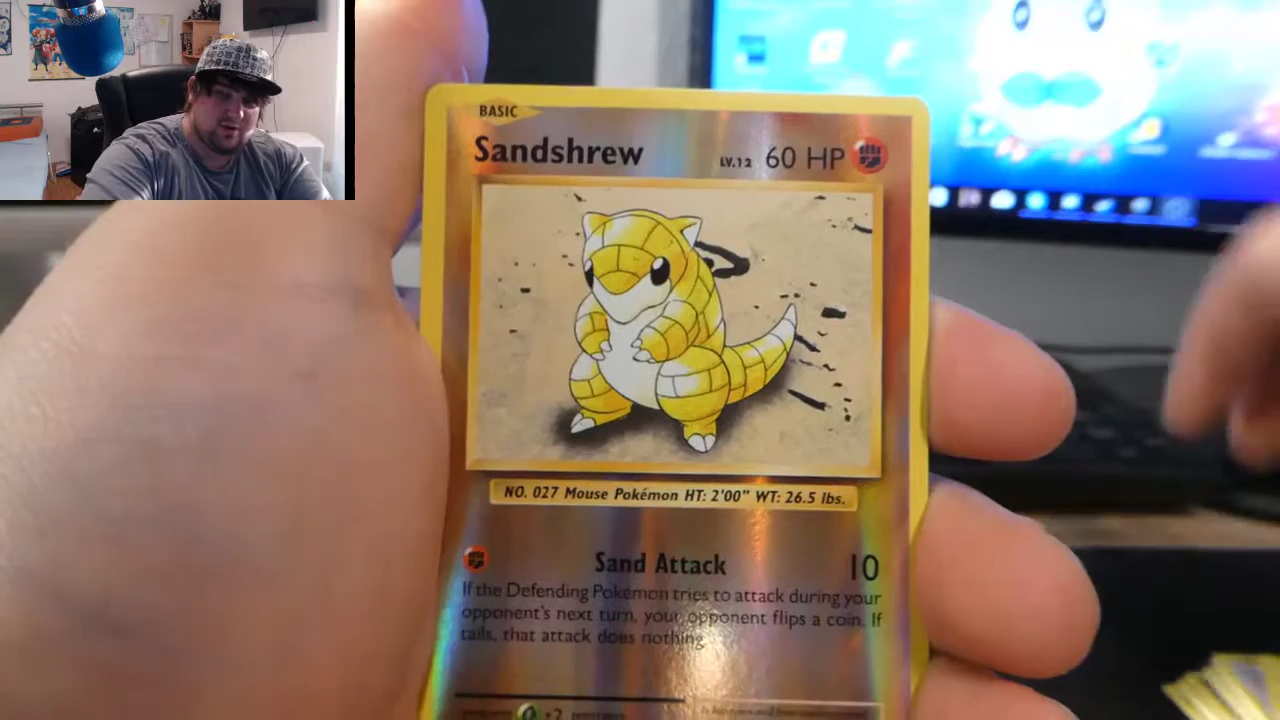 BASIC
Sandshrew LV.12 60 HP
NO. 027 Mouse Pokémon HT: 2'00" WT: 26.5 lbs.
Sand Attack 10
If the Defending Pokémon tries to attack during your
opponent's next turn, your opponent flips a coin. If
tails, that attack does nothing.